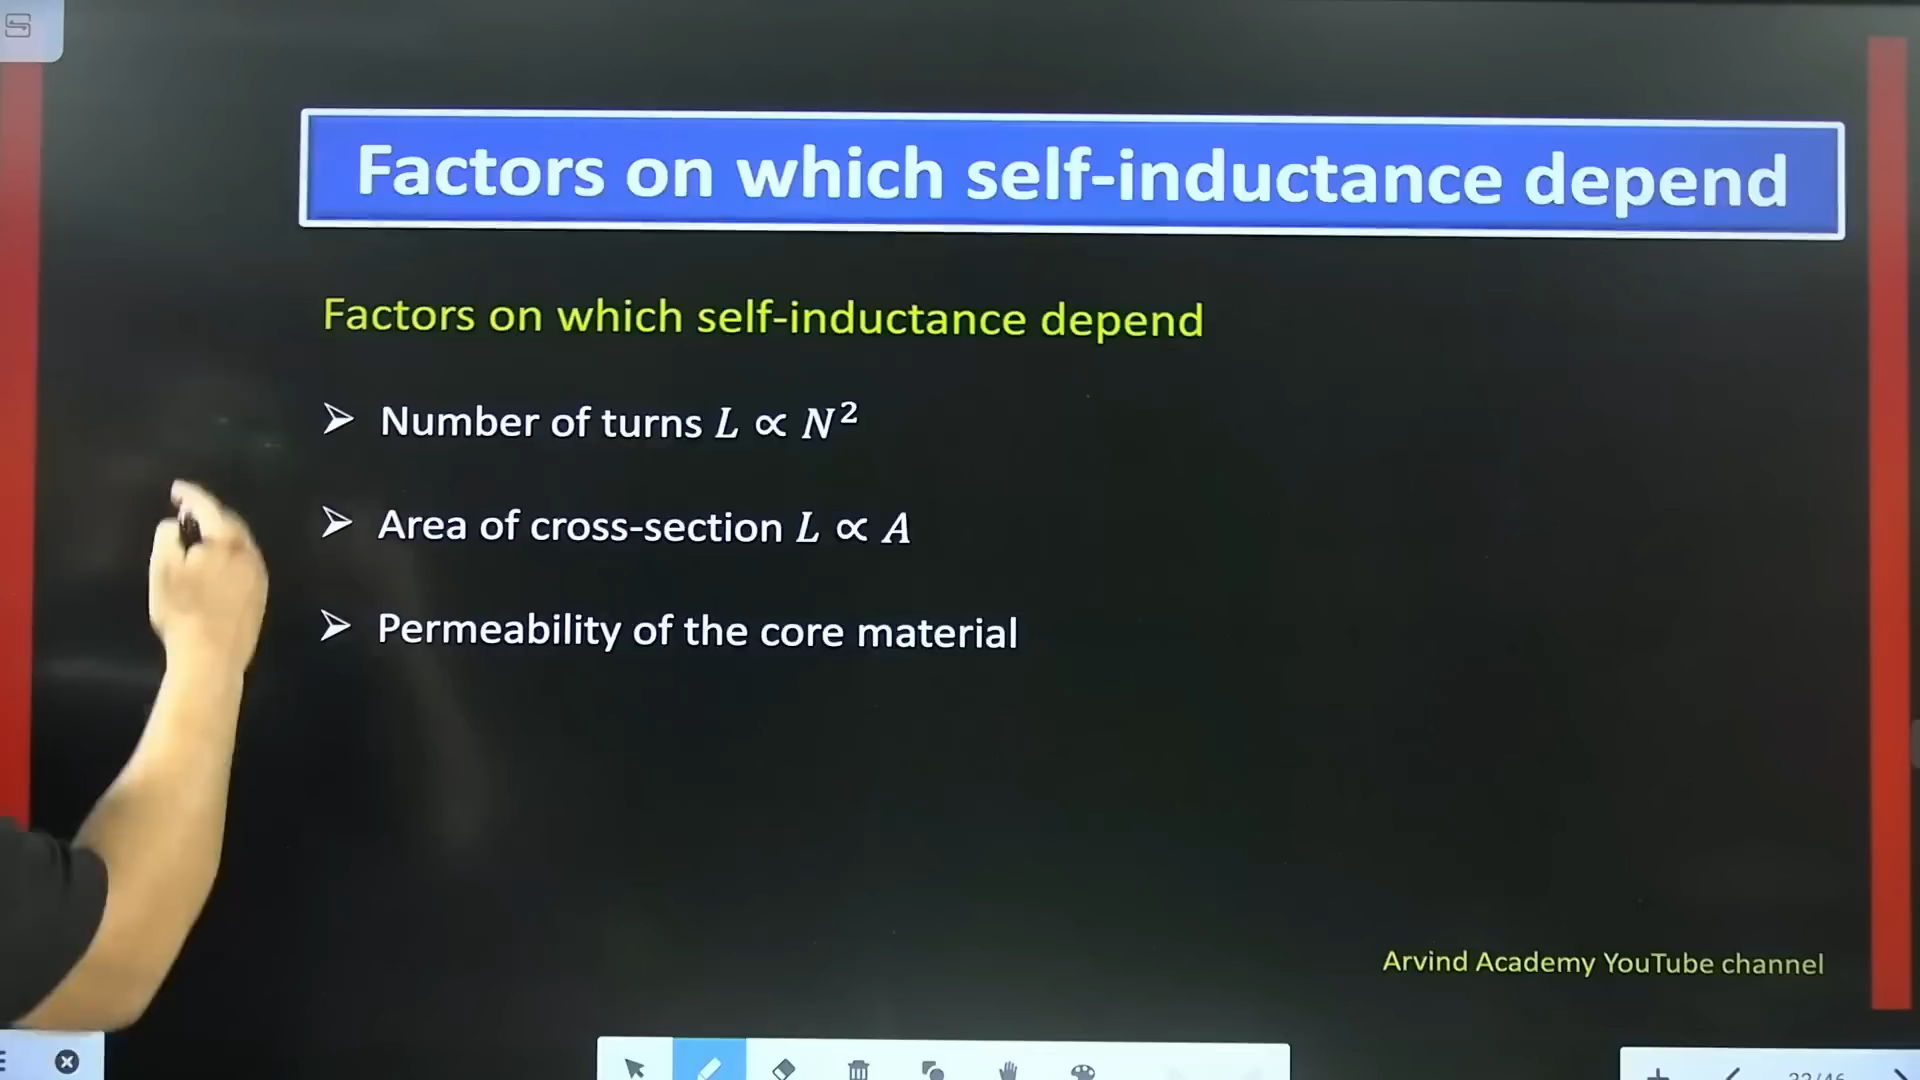 Factors on which self-inductance depend
Factors on which self-inductance depend
➢ Number of turns L ∝ N²
➢ Area of cross-section L ∝ A
➢ Permeability of the core material
Arvind Academy YouTube channel